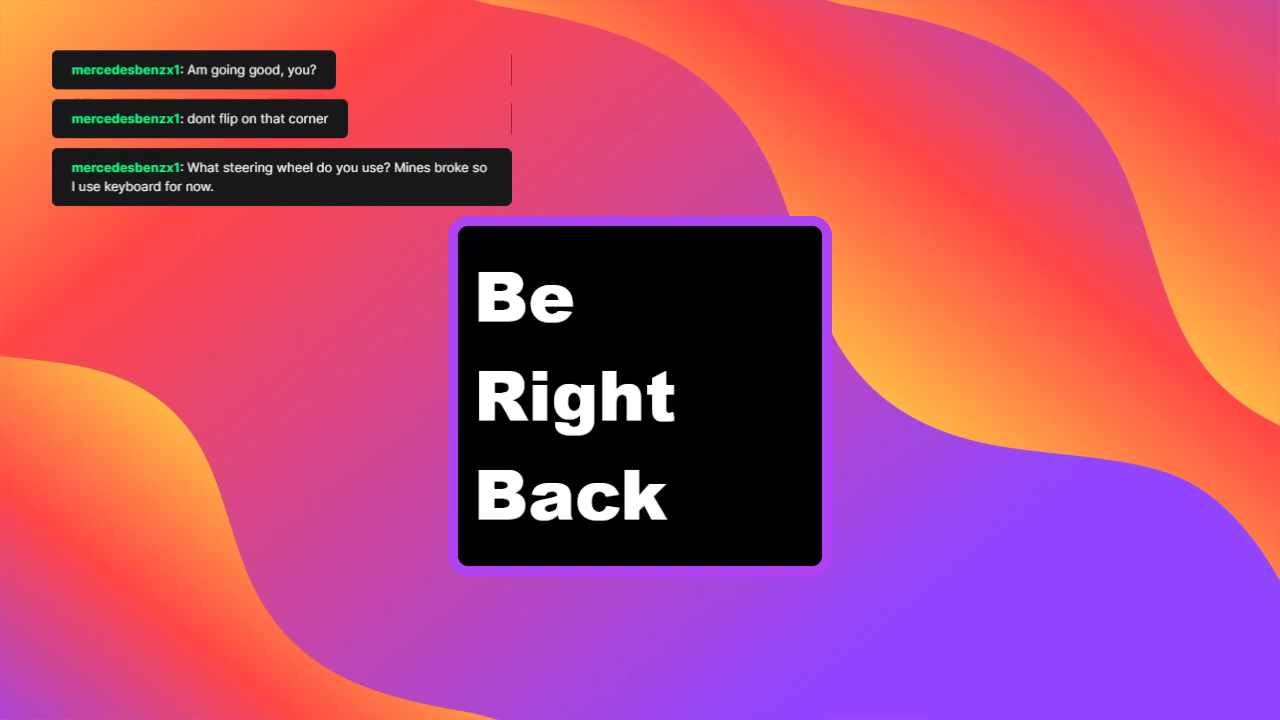 mercedesbenzx1: Am going good, you?
mercedesbenzx1: dont flip on that corner
mercedesbenzx1: What steering wheel do you use? Mines broke so
I use keyboard for now.
Be
Right
Back